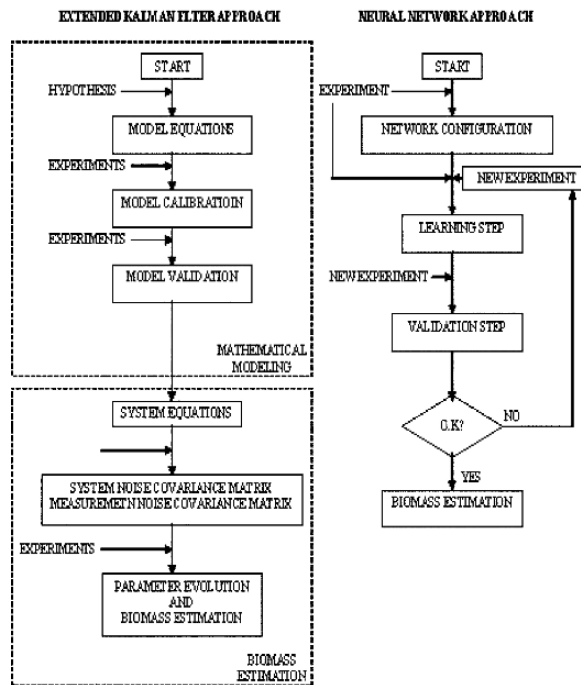 EXTENDED KALMAN FLTER APPROACH
START
HYPOTHESIS
MODEL EQUATIONS
EXPERIMENTS
MODEL CALIBRATOIN
EXPERIMENTS
MODEL VALIDATION
MATHEMATICAL
MODELING
SYSTEM EQUATIONS
SYSTEM NOISE COVARIANCE MATRIX
MEASUREMETN NOISE COVARIANCE MATRIX
EXPERIMENTS
PARAMETER EVOLUTION
AND
BIOMASS ESTIMATION
BIOMASS
ESTIMATION
NEURAL NETWORK APPROACH
START
EXPERIMENT
NETWORK CONFIGURATION
NEW EXPERIMENT
LEARNING STEP
NEW EXPERIMENT
VALIDATION STEP
O.K?
NO
YES
BIOMASS ESTIMATION